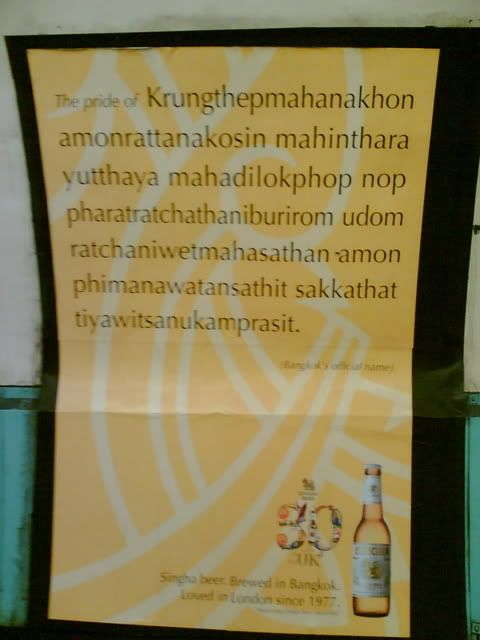 The pride of Krungthepmahanakhon
amonrattanakosin mahinthara
yutthaya mahadilokphop nop
pharatratchathaniburirom udom
ratchaniwetmahasathan-amon
phimanawatansathit sakkathat
tiyawitsanukamprasit.
(Bangkok's official name)
30
UK
Singha beer. Brewed in Bangkok.
Loved in London since 1977.